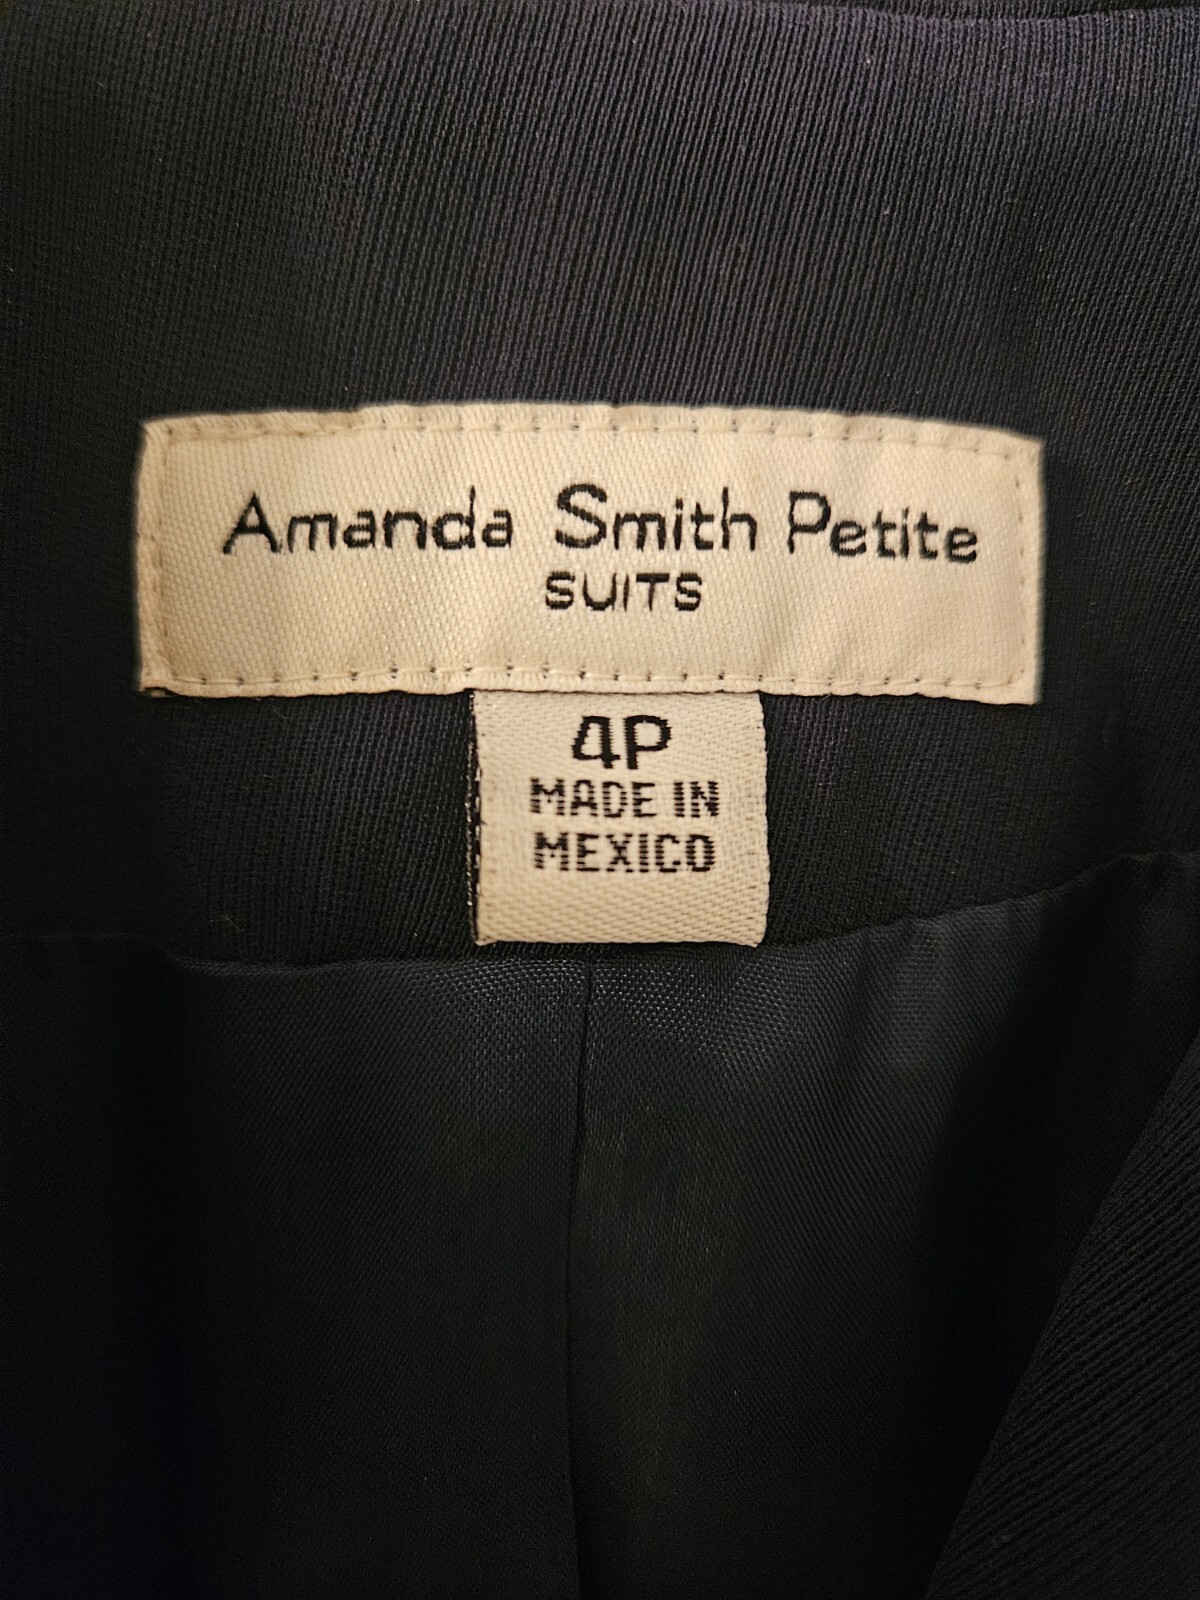 Amanda Smith Petite
SUITS
4P
MADE IN
MEXICO